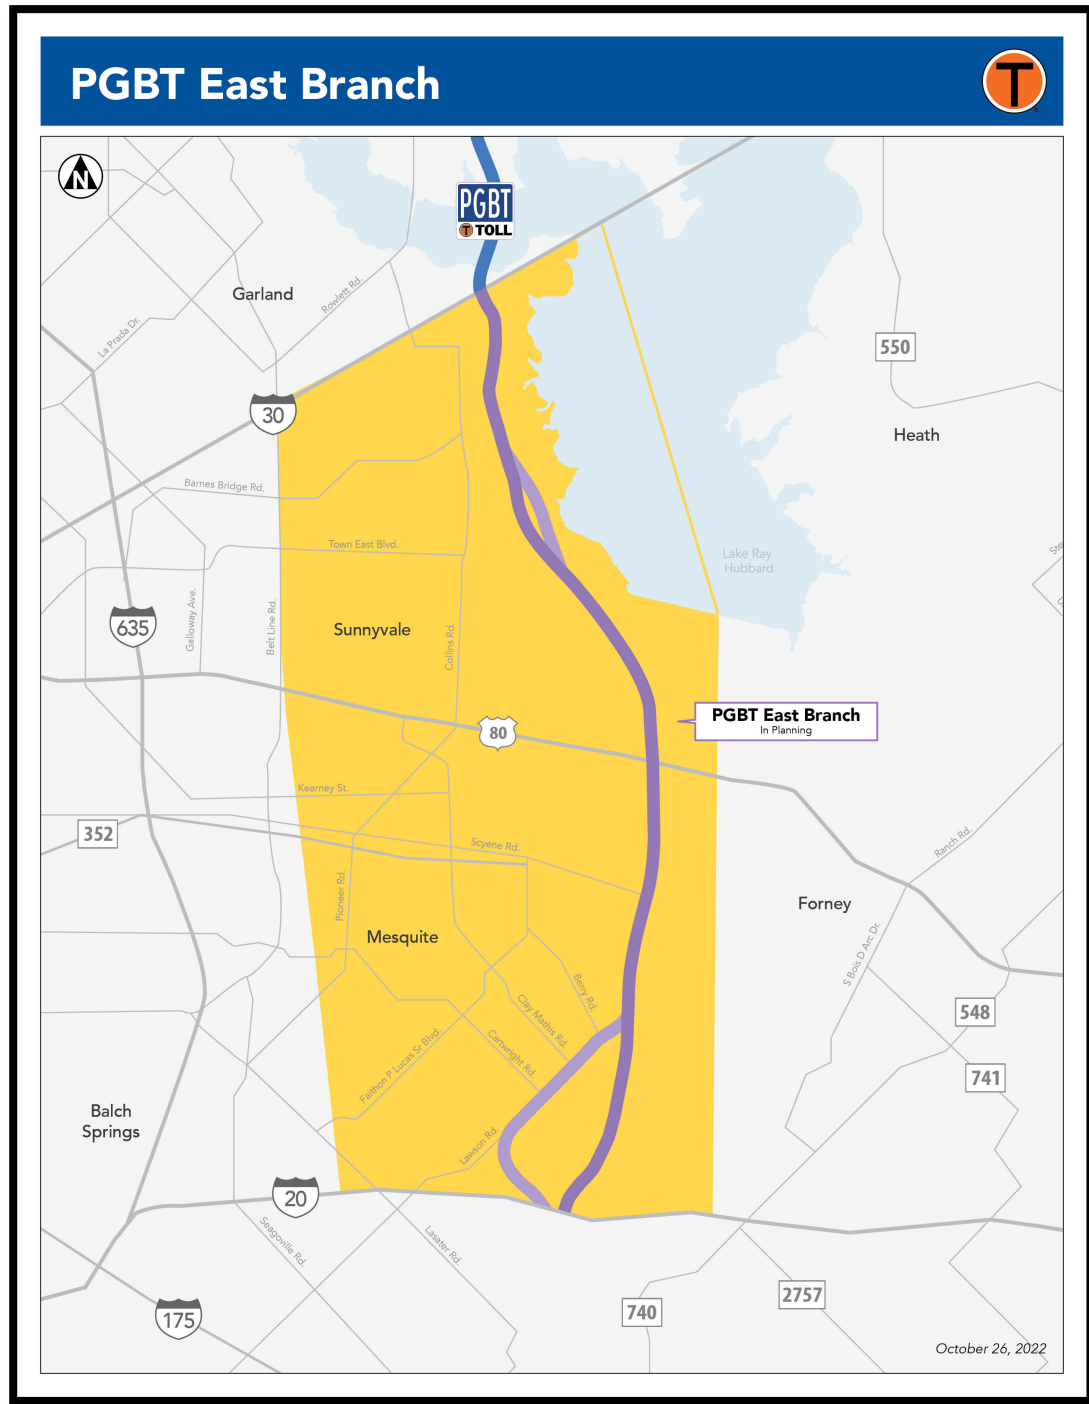 PGBT East Branch
T
N
PGBT
T TOLL
Garland
Rowlett Rd.
La Prada Dr.
550
30
Heath
Barnes Bridge Rd.
Town East Blvd.
Lake Ray
Hubbard
Galloway Ave.
Belt Line Rd.
635
Sunnyvale
Collins Rd.
PGBT East Branch
In Planning
80
Kearney St.
352
Scyene Rd.
Ranch Rd.
Pioneer Rd.
Forney
Mesquite
S Bois D Arc Dr.
Berry Rd.
Clay Mathis Rd.
548
Cartwright Rd.
Faithon P Lucas Sr Blvd.
741
Balch
Springs
Lawson Rd.
20
Seagoville Rd.
Lasater Rd.
175
740
2757
October 26, 2022